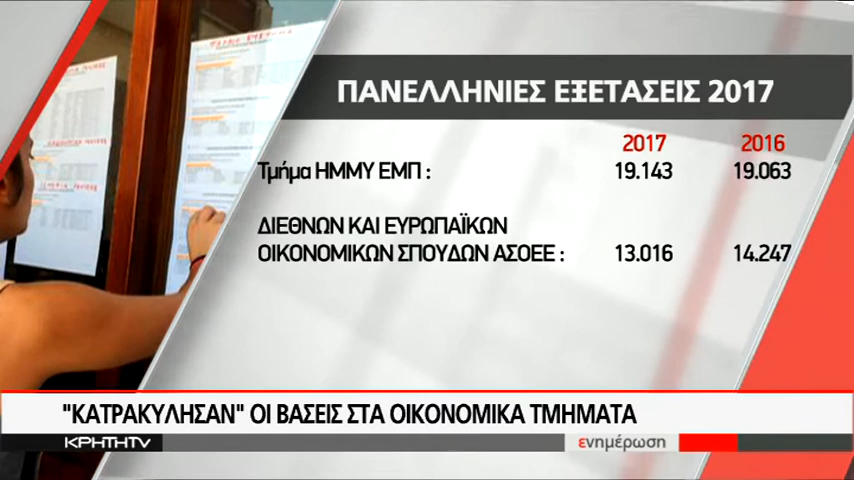 ΠΑΝΕΛΛΗΝΙΕΣ ΕΞΕΤΑΣΕΙΣ 2017
2017 2016
Τμήμα ΗΜΜΥ ΕΜΠ : 19.143 19.063
ΔΙΕΘΝΩΝ ΚΑΙ ΕΥΡΩΠΑΪΚΩΝ
ΟΙΚΟΝΟΜΙΚΩΝ ΣΠΟΥΔΩΝ ΑΣΟΕΕ : 13.016 14.247
"ΚΑΤΡΑΚΥΛΗΣΑΝ" ΟΙ ΒΑΣΕΙΣ ΣΤΑ ΟΙΚΟΝΟΜΙΚΑ ΤΜΗΜΑΤΑ
ΚΡΗΤΗTV ενημέρωση